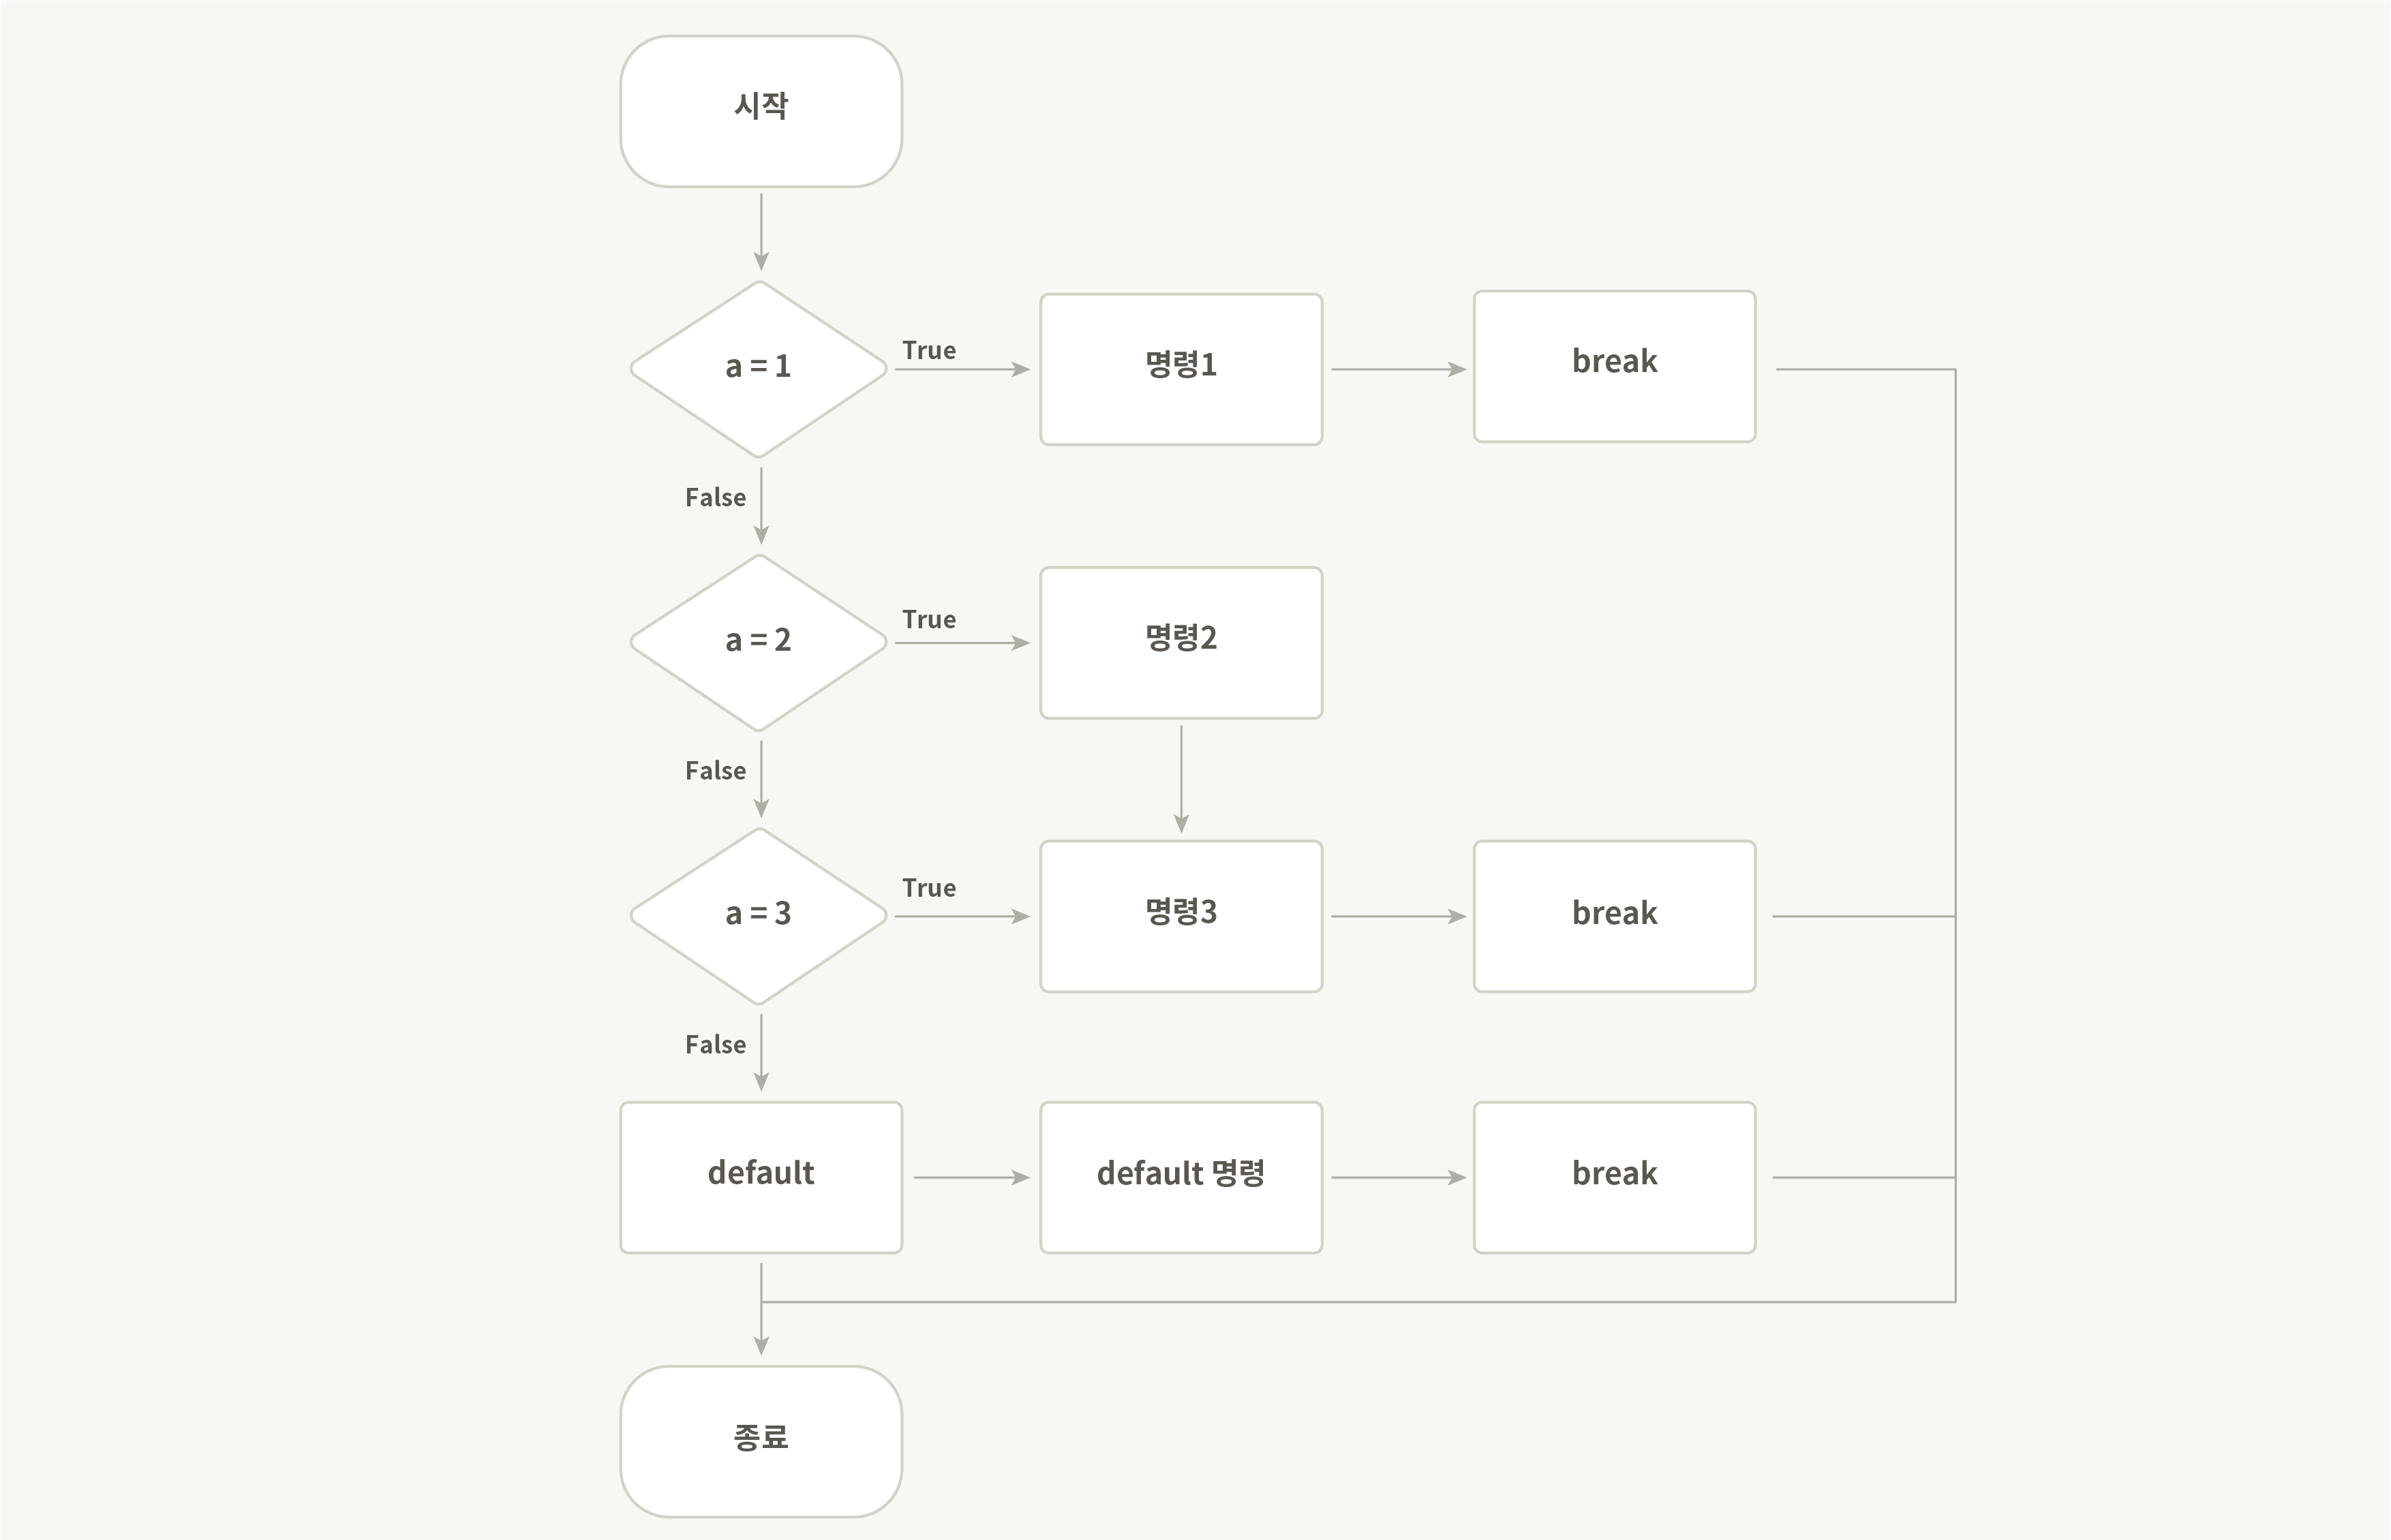 시작
a = 1
True
명령1
break
False
a = 2
True
명령2
False
a = 3
True
명령3
break
False
default
default 명령
break
종료